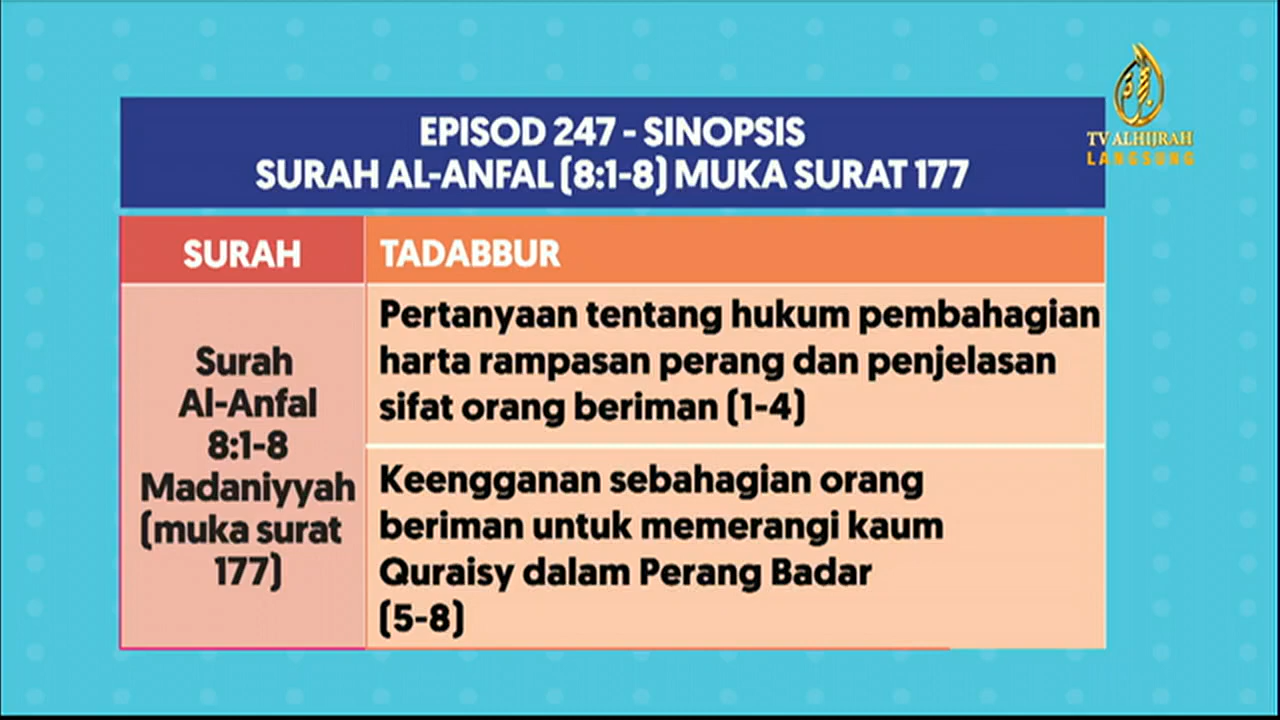 EPISOD 247 - SINOPSIS
SURAH AL-ANFAL (8:1-8) MUKA SURAT 177
TV ALHIJRAH
LANGSUNG
SURAH
TADABBUR
Surah
Al-Anfal
8:1-8
Madaniyyah
(muka surat
177)
Pertanyaan tentang hukum pembahagian
harta rampasan perang dan penjelasan
sifat orang beriman (1-4)
Keengganan sebahagian orang
beriman untuk memerangi kaum
Quraisy dalam Perang Badar
(5-8)